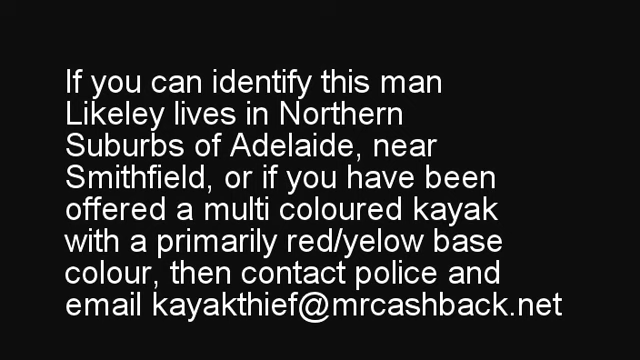 If you can identify this man
Likeley lives in Northern
Suburbs of Adelaide, near
Smithfield, or if you have been
offered a multi coloured kayak
with a primarily red/yelow base
colour, then contact police and
email kayakthief@mrcashback.net